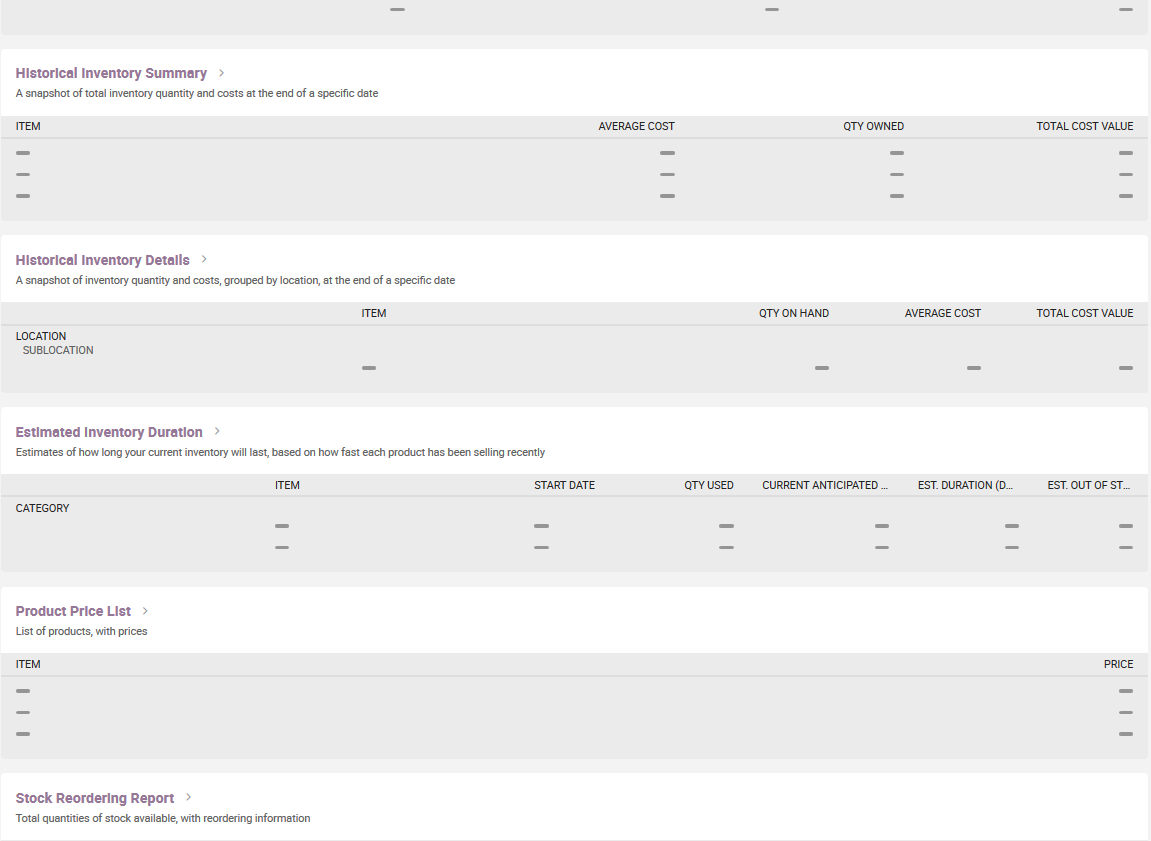 Historical Inventory Summary
A snapshot of total inventory quantity and costs at the end of a specific date
ITEM AVERAGE COST QTY OWNED TOTAL COST VALUE
Historical Inventory Details
A snapshot of inventory quantity and costs, grouped by location, at the end of a specific date
ITEM QTY ON HAND AVERAGE COST TOTAL COST VALUE
LOCATION
SUBLOCATION
Estimated Inventory Duration
Estimates of how long your current inventory will last, based on how fast each product has been selling recently
ITEM START DATE QTY USED CURRENT ANTICIPATED ... EST. DURATION (D... EST. OUT OF ST...
CATEGORY
Product Price List
List of products, with prices
ITEM PRICE
Stock Reordering Report
Total quantities of stock available, with reordering information